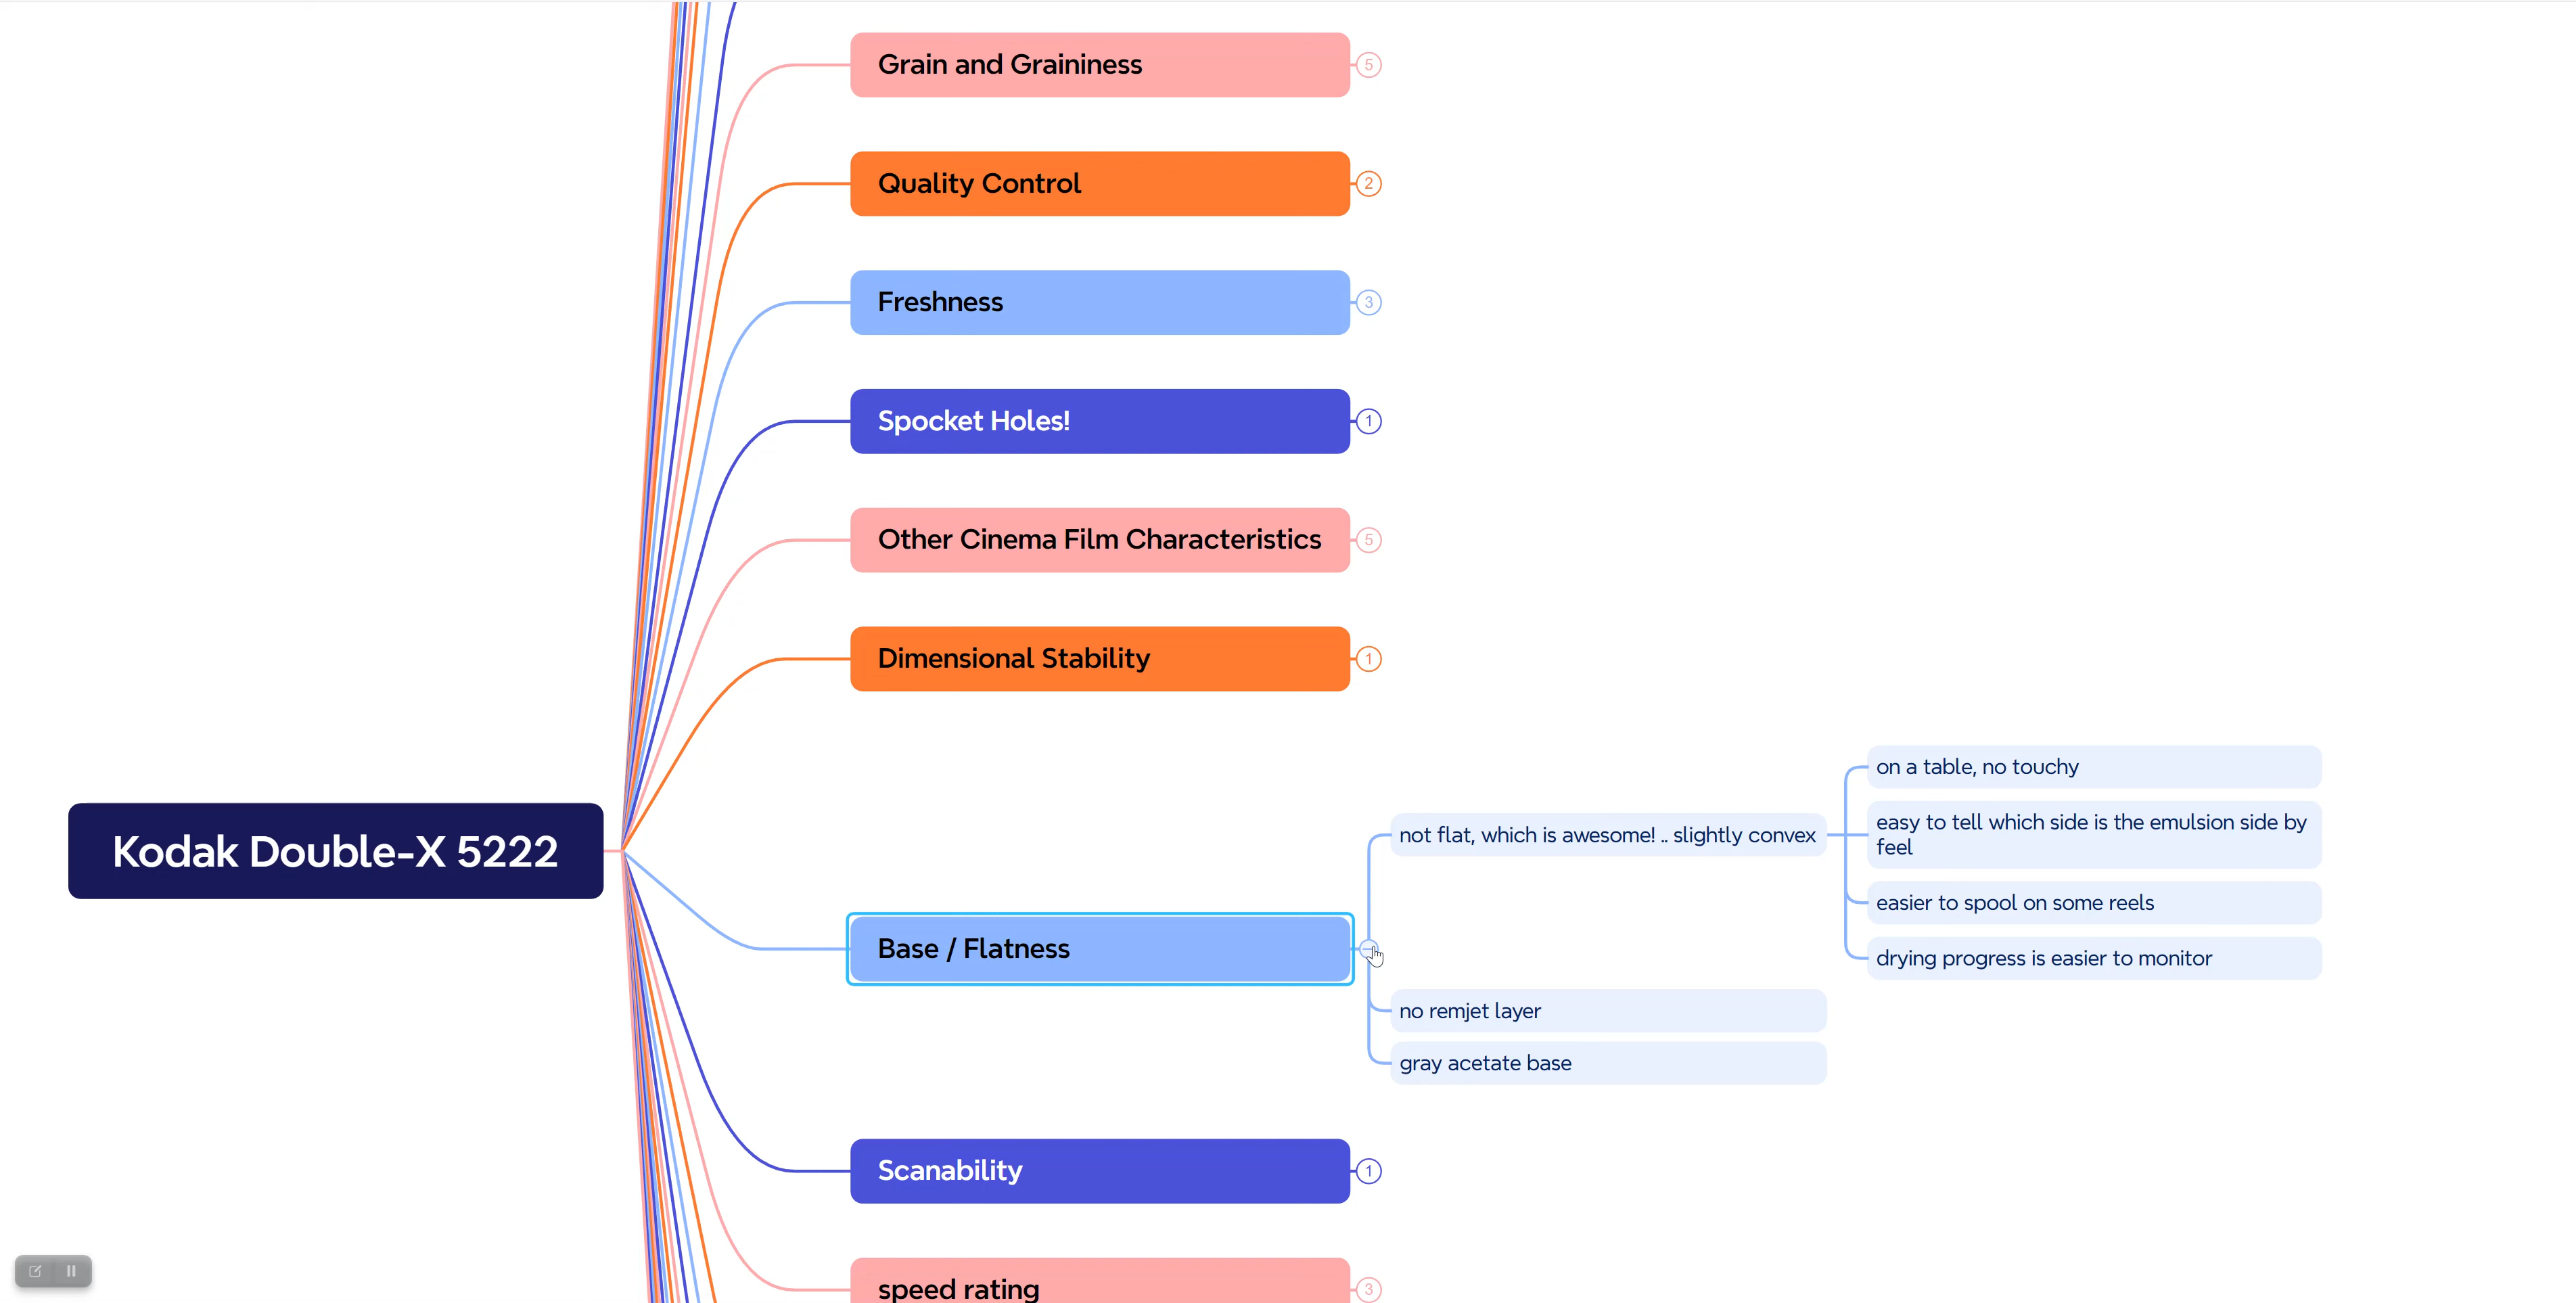 Grain and Graininess
5
Quality Control
2
Freshness
3
Spocket Holes!
1
Other Cinema Film Characteristics
5
Dimensional Stability
1
Kodak Double-X 5222
Base / Flatness
not flat, which is awesome! .. slightly convex
on a table, no touchy
easy to tell which side is the emulsion side by
feel
easier to spool on some reels
drying progress is easier to monitor
no remjet layer
gray acetate base
Scanability
1
speed rating
3